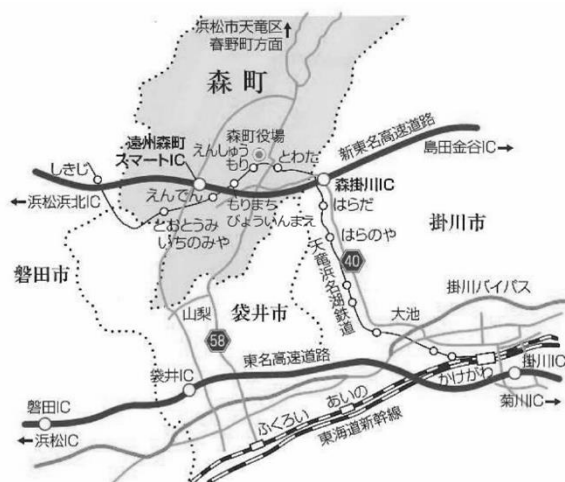 浜松市天竜区
春野町方面
森町
森町役場
遠州森町
スマートIC
えんしゅう
もり
とわた
新東名高速道路
島田金谷IC
しきじ
浜松浜北IC
えんでん
もりまち
びょういんまえ
森掛川IC
とおとうみ
いちのみや
はらだ
はらのや
掛川市
磐田市
天竜浜名湖鉄道
40
袋井市
山梨
58
大池
掛川バイパス
東名高速道路
袋井IC
かけがわ
掛川IC
菊川IC
磐田IC
浜松IC
ふくろい
あいの
東海道新幹線